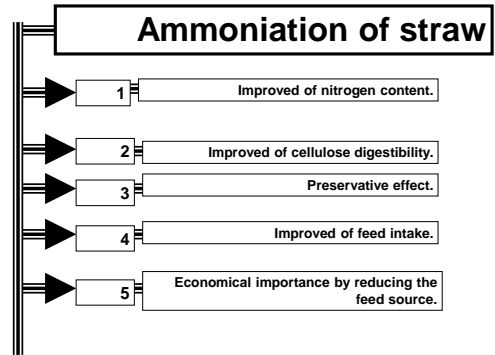 Ammoniation of straw
1 Improved of nitrogen content.
2 Improved of cellulose digestibility.
3 Preservative effect.
4 Improved of feed intake.
5 Economical importance by reducing the
feed source.